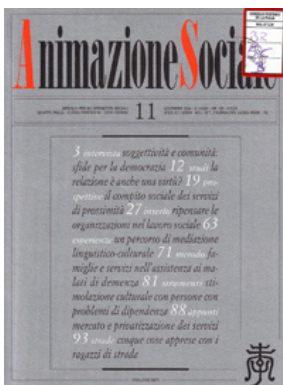 Animazione Sociale
11
3 intervista soggettività e comunità:
sfide per la democrazia 12 studi la
relazione è anche una virtù? 19 pro-
spettive il compito sociale dei servizi
di prossimità 27 inserto ripensare le
organizzazioni nel lavoro sociale 63
esperienze un percorso di mediazione
linguistico-culturale 71 metodo fa-
miglie e servizi nell'assistenza ai ma-
lati di demenza 81 strumenti sti-
molazione culturale con persone con
problemi di dipendenza 88 appunti
mercato e privatizzazione dei servizi
93 strade cinque cose apprese con i
ragazzi di strada